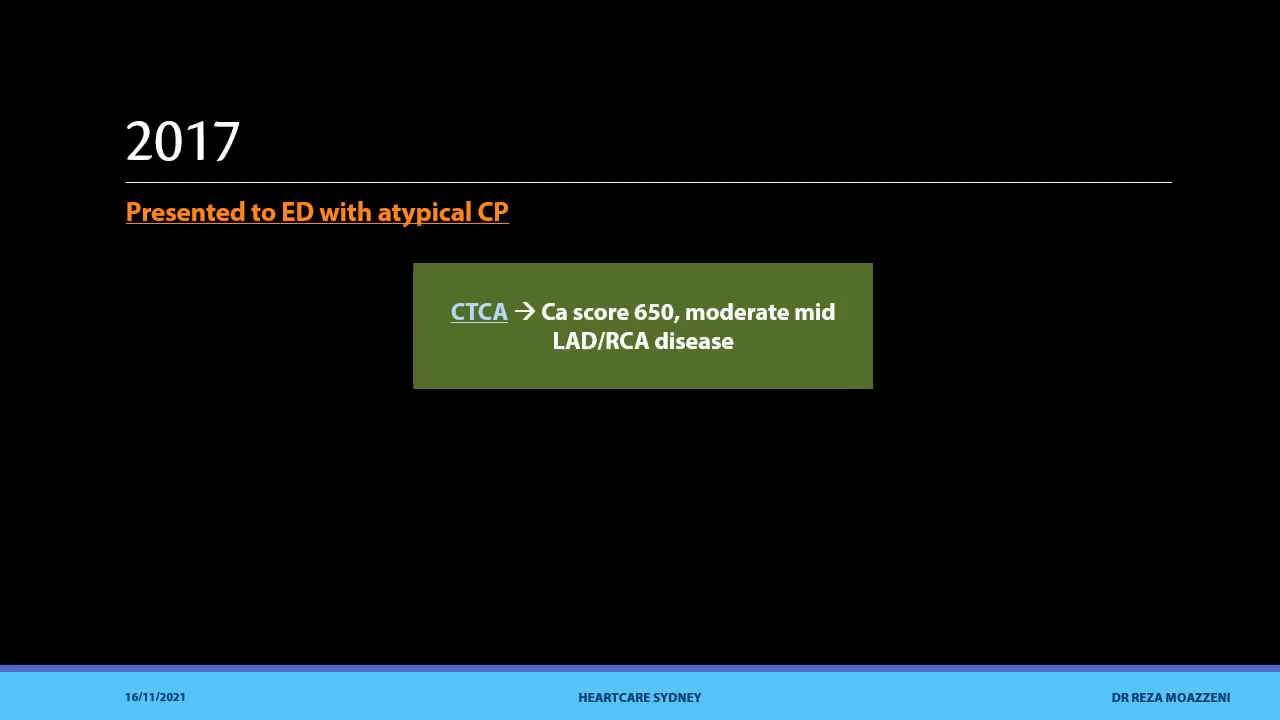 2017
Presented to ED with atypical CP
CTCA → Ca score 650, moderate mid
LAD/RCA disease
16/11/2021
HEARTCARE SYDNEY
DR REZA MOAZZENI